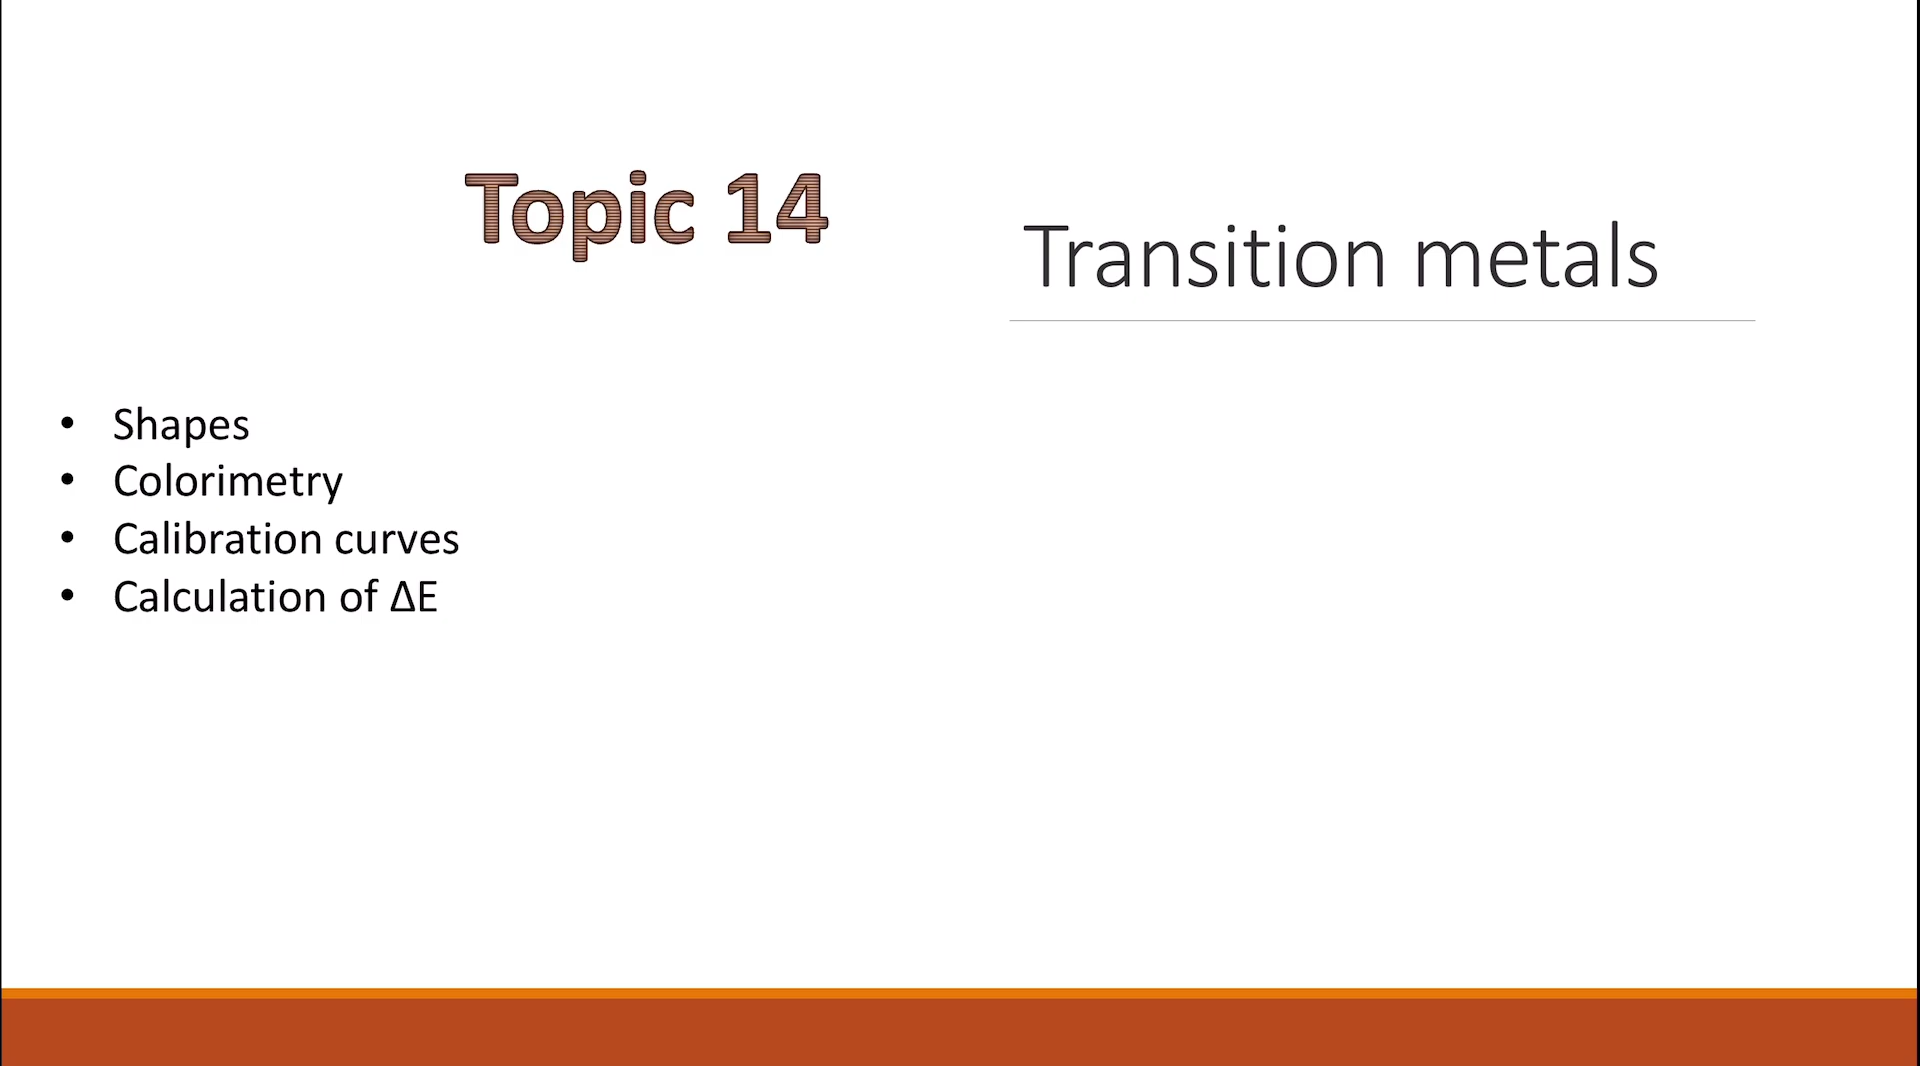 Topic 14
Transition metals
• Shapes
• Colorimetry
• Calibration curves
• Calculation of ΔE